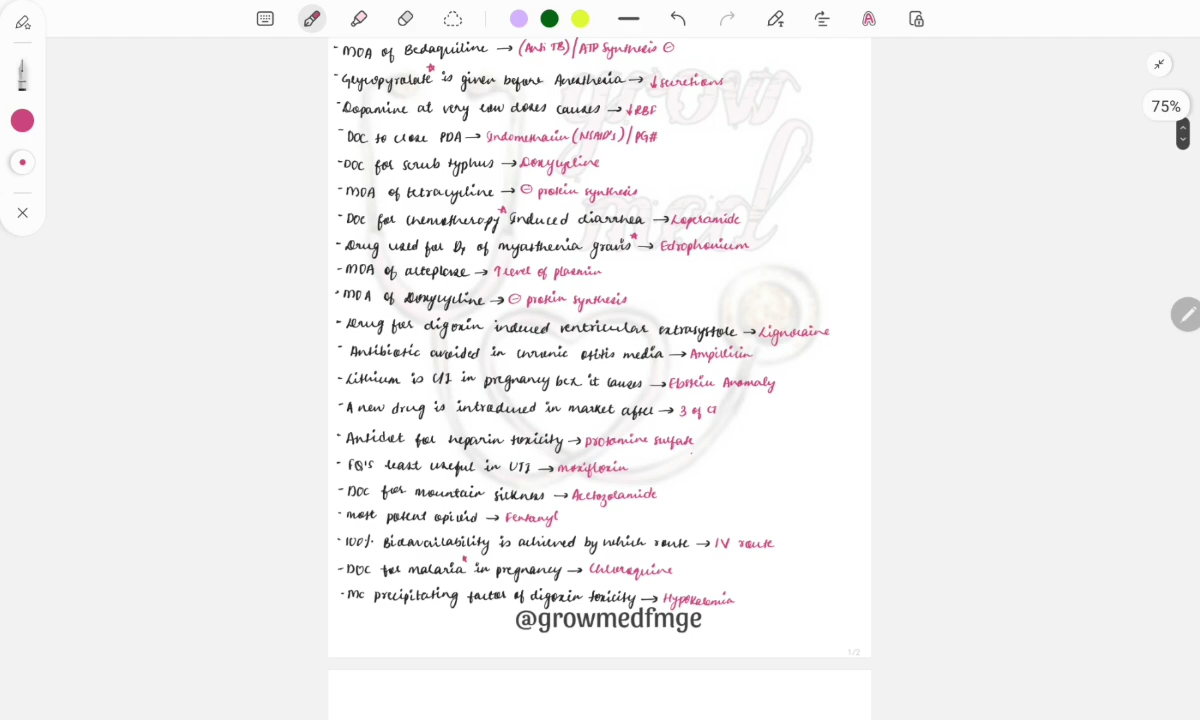 75%
- MOA of Bedaquiline → (Anti TB)/ATP Synthesis ⊖
- Glycopyrolate* is given before Anesthesia → ↓secretions
- Dopamine at very low doses causes → ↓RBF
- DOC to close PDA → Indomethacin (NSAID's)/PG#
- DOC for scrub typhus → Doxycycline
- MOA of tetracycline → ⊖ protein synthesis
- DOC for chemotherapy* induced diarrhea → Loperamide
- Drug used for Dx of myasthenia gravis* → Edrophonium
- MOA of alteplase → ↑ level of plasmin
- MOA of Doxycycline → ⊖ protein synthesis
- Drug for digoxin induced ventricular extrasystole → Lignocaine
- Antibiotic avoided in chronic otitis media → Ampicillin
- Lithium is C/I in pregnancy bcz it causes → Ebstein Anomaly
- A new drug is introduced in market after → 3 of CT
- Antidot for heparin toxicity → protamine sulfate
- FQ's least useful in UTI → moxifloxin
- DOC for mountain sickness → Acetozolamide
- most potent opioid → Fentanyl
- 100% Bioavailability is achieved by which route → IV route
- DOC for malaria* in pregnancy → Chloroquine
- Mc precipitating factor of digoxin toxicity → Hypokalemia
@growmedfmge
1/2
grow
med